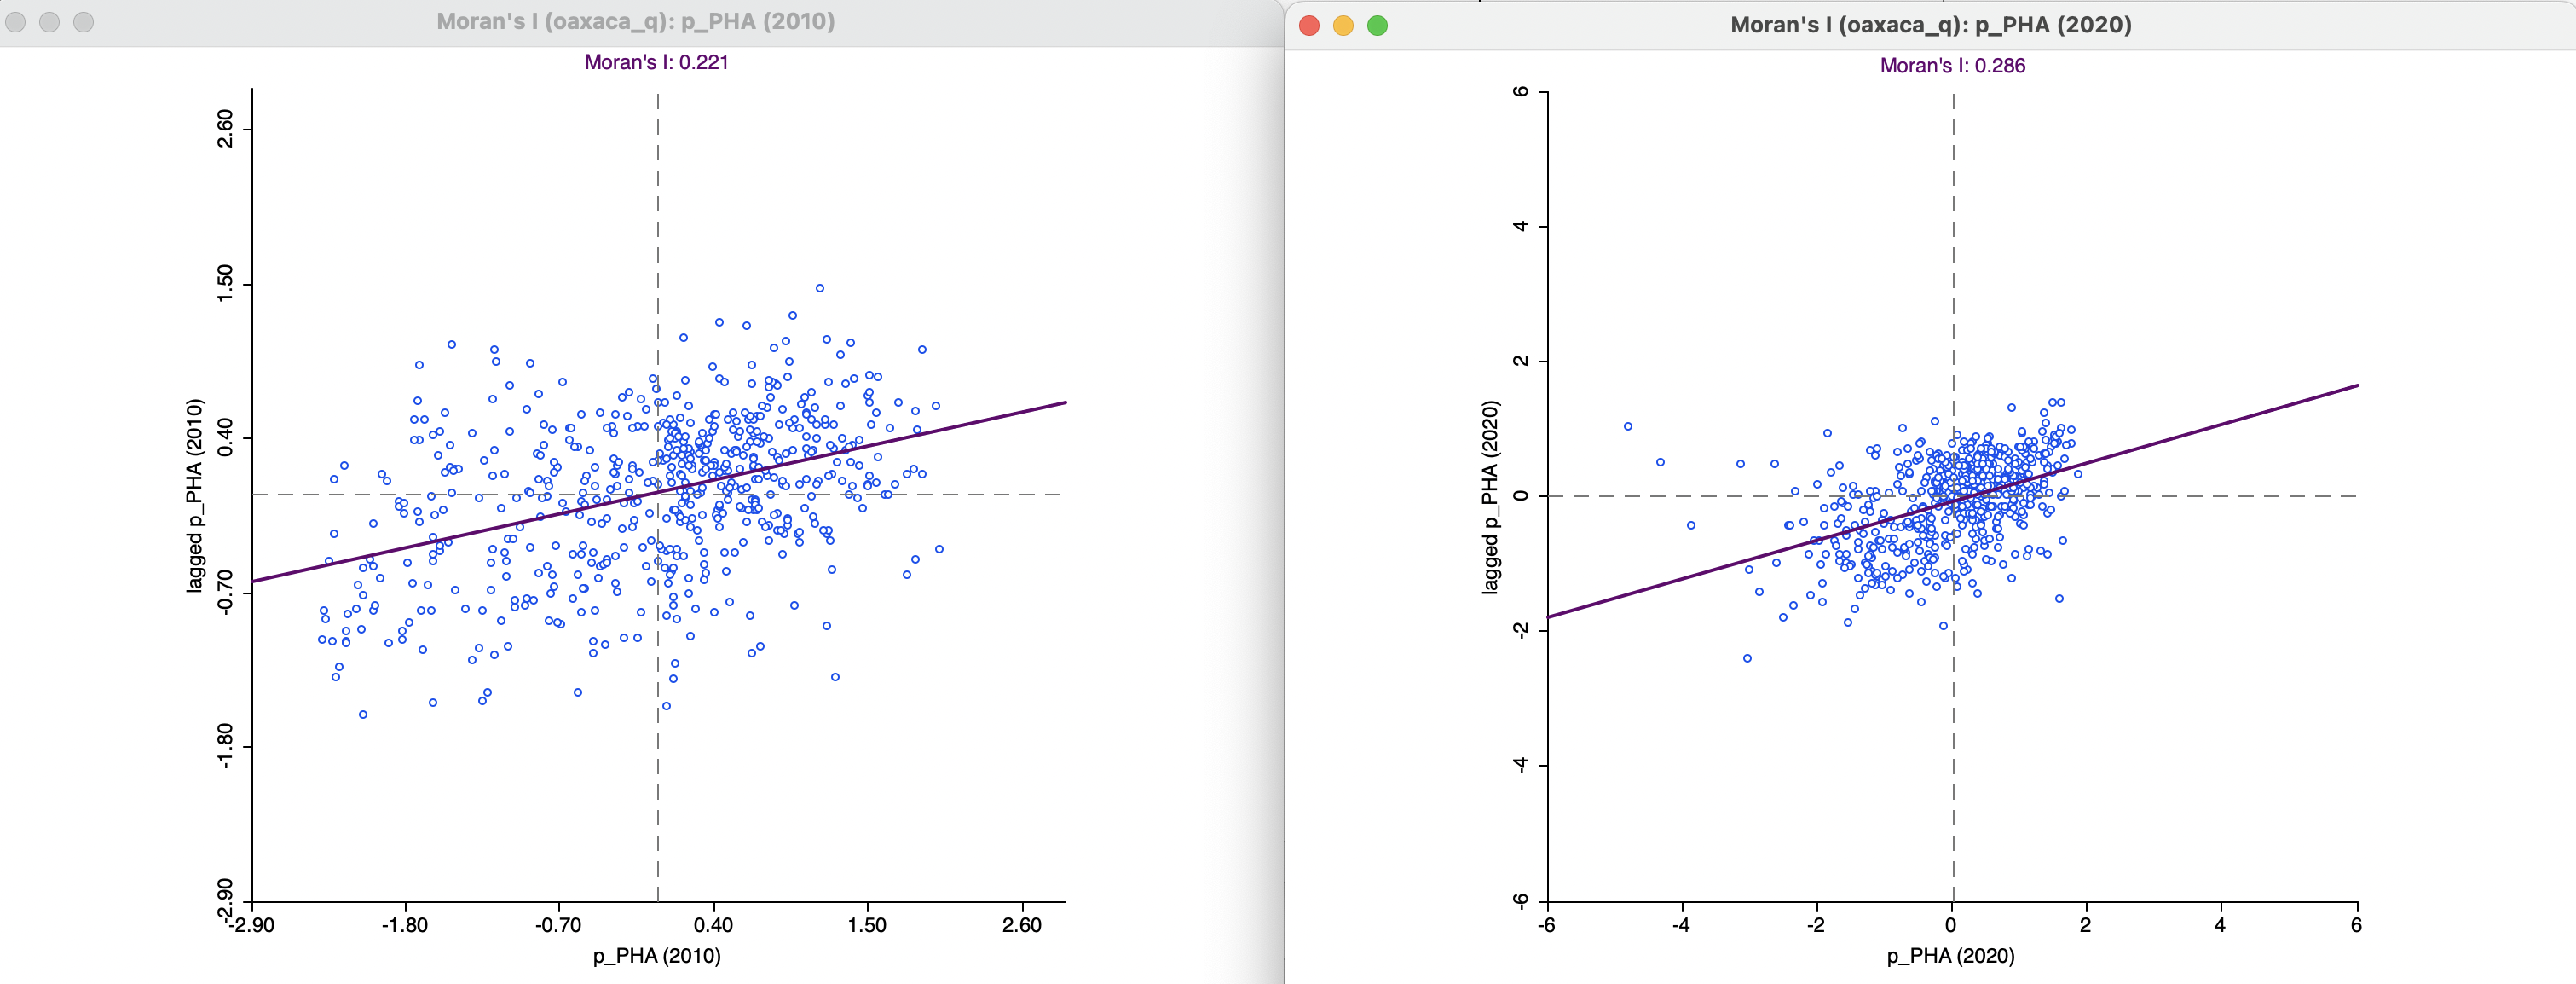 Moran's I (oaxaca_q): p_PHA (2010)
Moran's I: 0.221
2.60
1.50
0.40
-0.70
-1.80
-2.90
lagged p_PHA (2010)
-2.90 -1.80 -0.70 0.40 1.50 2.60
p_PHA (2010)
Moran's I (oaxaca_q): p_PHA (2020)
Moran's I: 0.286
6
4
2
0
-2
-4
-6
lagged p_PHA (2020)
-6 -4 -2 0 2 4 6
p_PHA (2020)